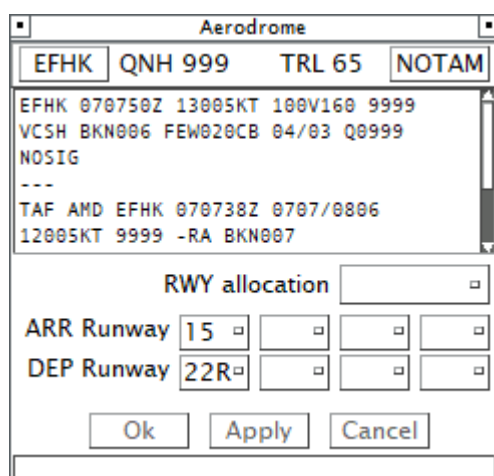 Aerodrome
EFHK QNH 999 TRL 65 NOTAM
EFHK 070750Z 13005KT 100V160 9999
VCSH BKN006 FEW020CB 04/03 Q0999
NOSIG
---
TAF AMD EFHK 070738Z 0707/0806
12005KT 9999 -RA BKN007
RWY allocation
ARR Runway 15
DEP Runway 22R
Ok Apply Cancel